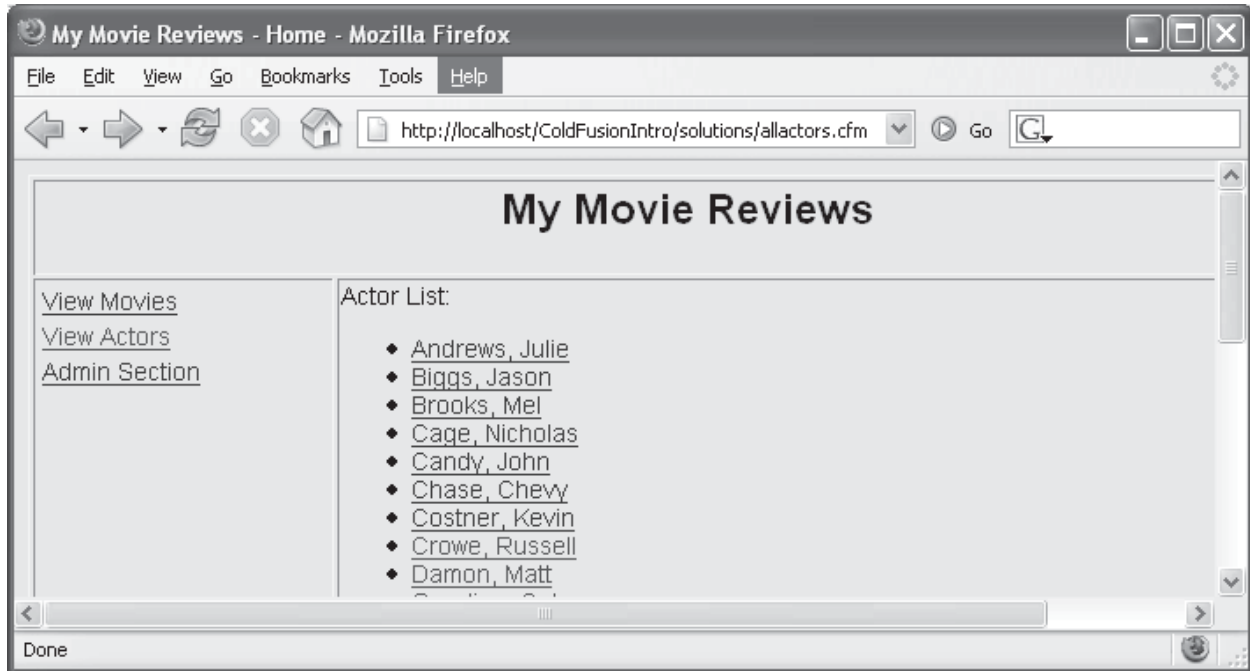 My Movie Reviews - Home - Mozilla Firefox
File Edit View Go Bookmarks Tools Help
http://localhost/ColdFusionIntro/solutions/allactors.cfm Go G
My Movie Reviews
View Movies
View Actors
Admin Section
Actor List:
Andrews, Julie
Biggs, Jason
Brooks, Mel
Cage, Nicholas
Candy, John
Chase, Chevy
Costner, Kevin
Crowe, Russell
Damon, Matt
Done